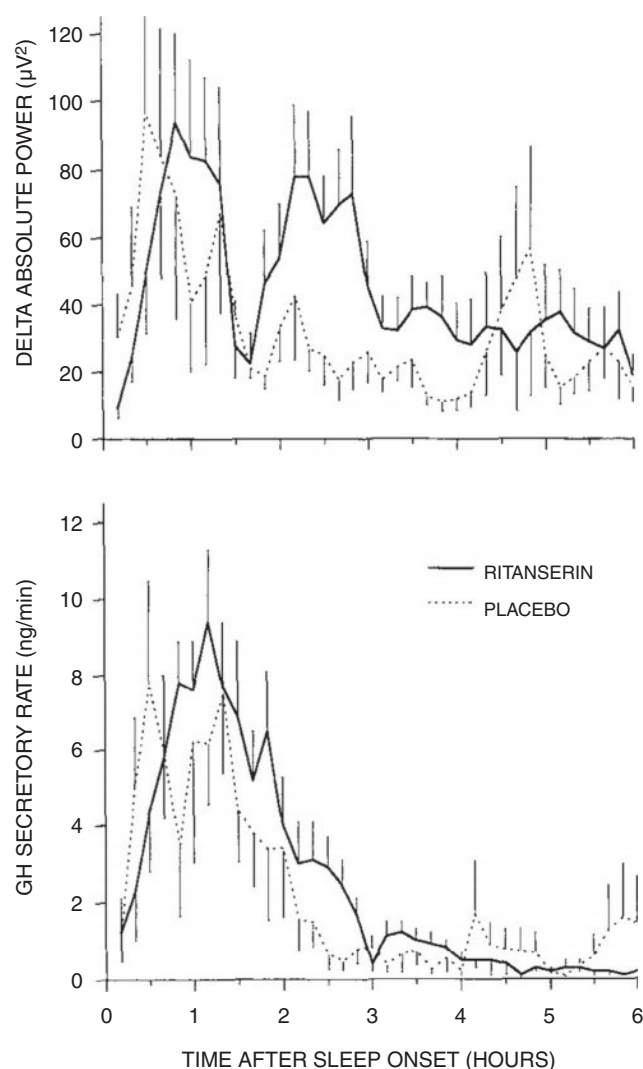 DELTA ABSOLUTE POWER (µV²)
120
100
80
60
40
20
0
GH SECRETORY RATE (ng/min)
12
10
8
6
4
2
0
RITANSERIN
PLACEBO
0 1 2 3 4 5 6
TIME AFTER SLEEP ONSET (HOURS)